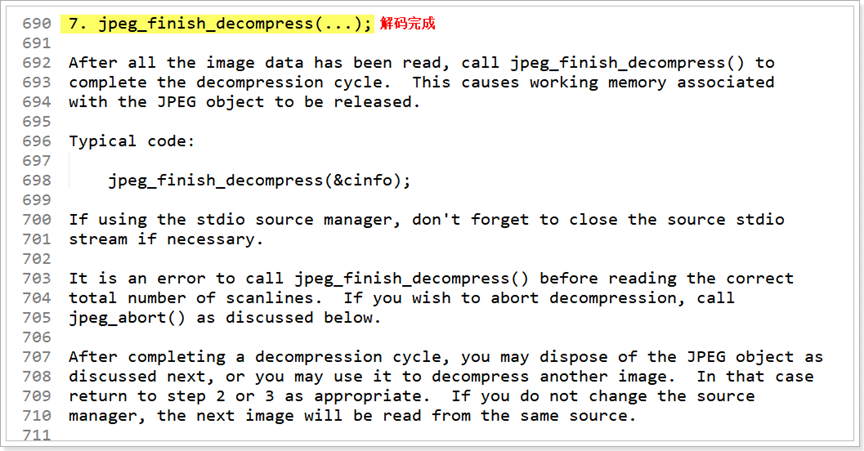 690 7. jpeg_finish_decompress(...); 解码完成
691
692 After all the image data has been read, call jpeg_finish_decompress() to
693 complete the decompression cycle.  This causes working memory associated
694 with the JPEG object to be released.
695
696 Typical code:
697
698     jpeg_finish_decompress(&cinfo);
699
700 If using the stdio source manager, don't forget to close the source stdio
701 stream if necessary.
702
703 It is an error to call jpeg_finish_decompress() before reading the correct
704 total number of scanlines.  If you wish to abort decompression, call
705 jpeg_abort() as discussed below.
706
707 After completing a decompression cycle, you may dispose of the JPEG object as
708 discussed next, or you may use it to decompress another image.  In that case
709 return to step 2 or 3 as appropriate.  If you do not change the source
710 manager, the next image will be read from the same source.
711